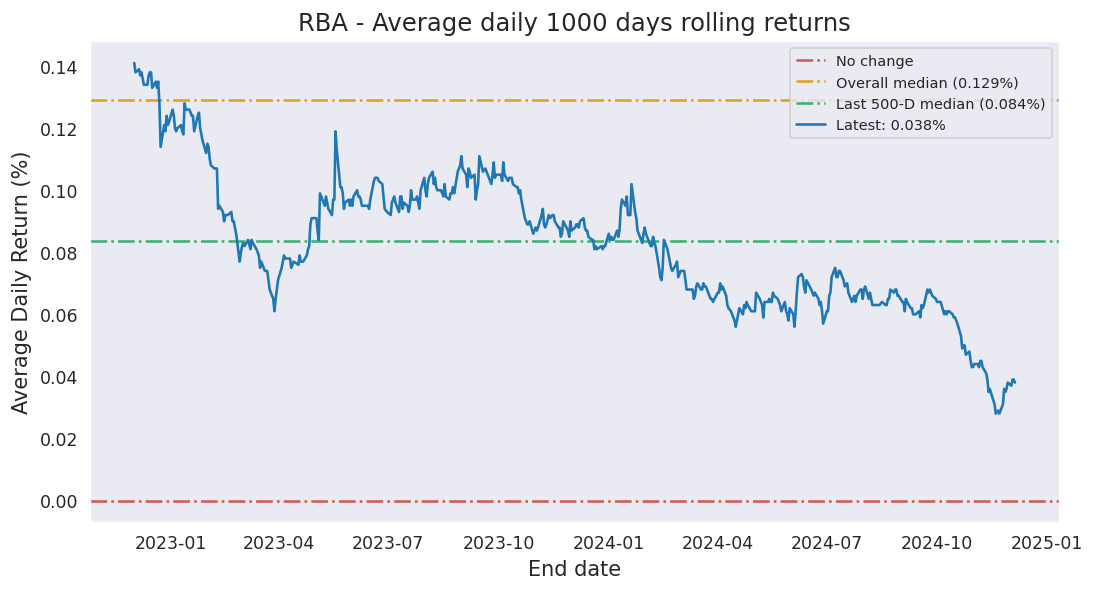 RBA - Average daily 1000 days rolling returns
No change
Overall median (0.129%)
Last 500-D median (0.084%)
Latest: 0.038%
Average Daily Return (%)
0.14
0.12
0.10
0.08
0.06
0.04
0.02
0.00
2023-01 2023-04 2023-07 2023-10 2024-01 2024-04 2024-07 2024-10 2025-01
End date